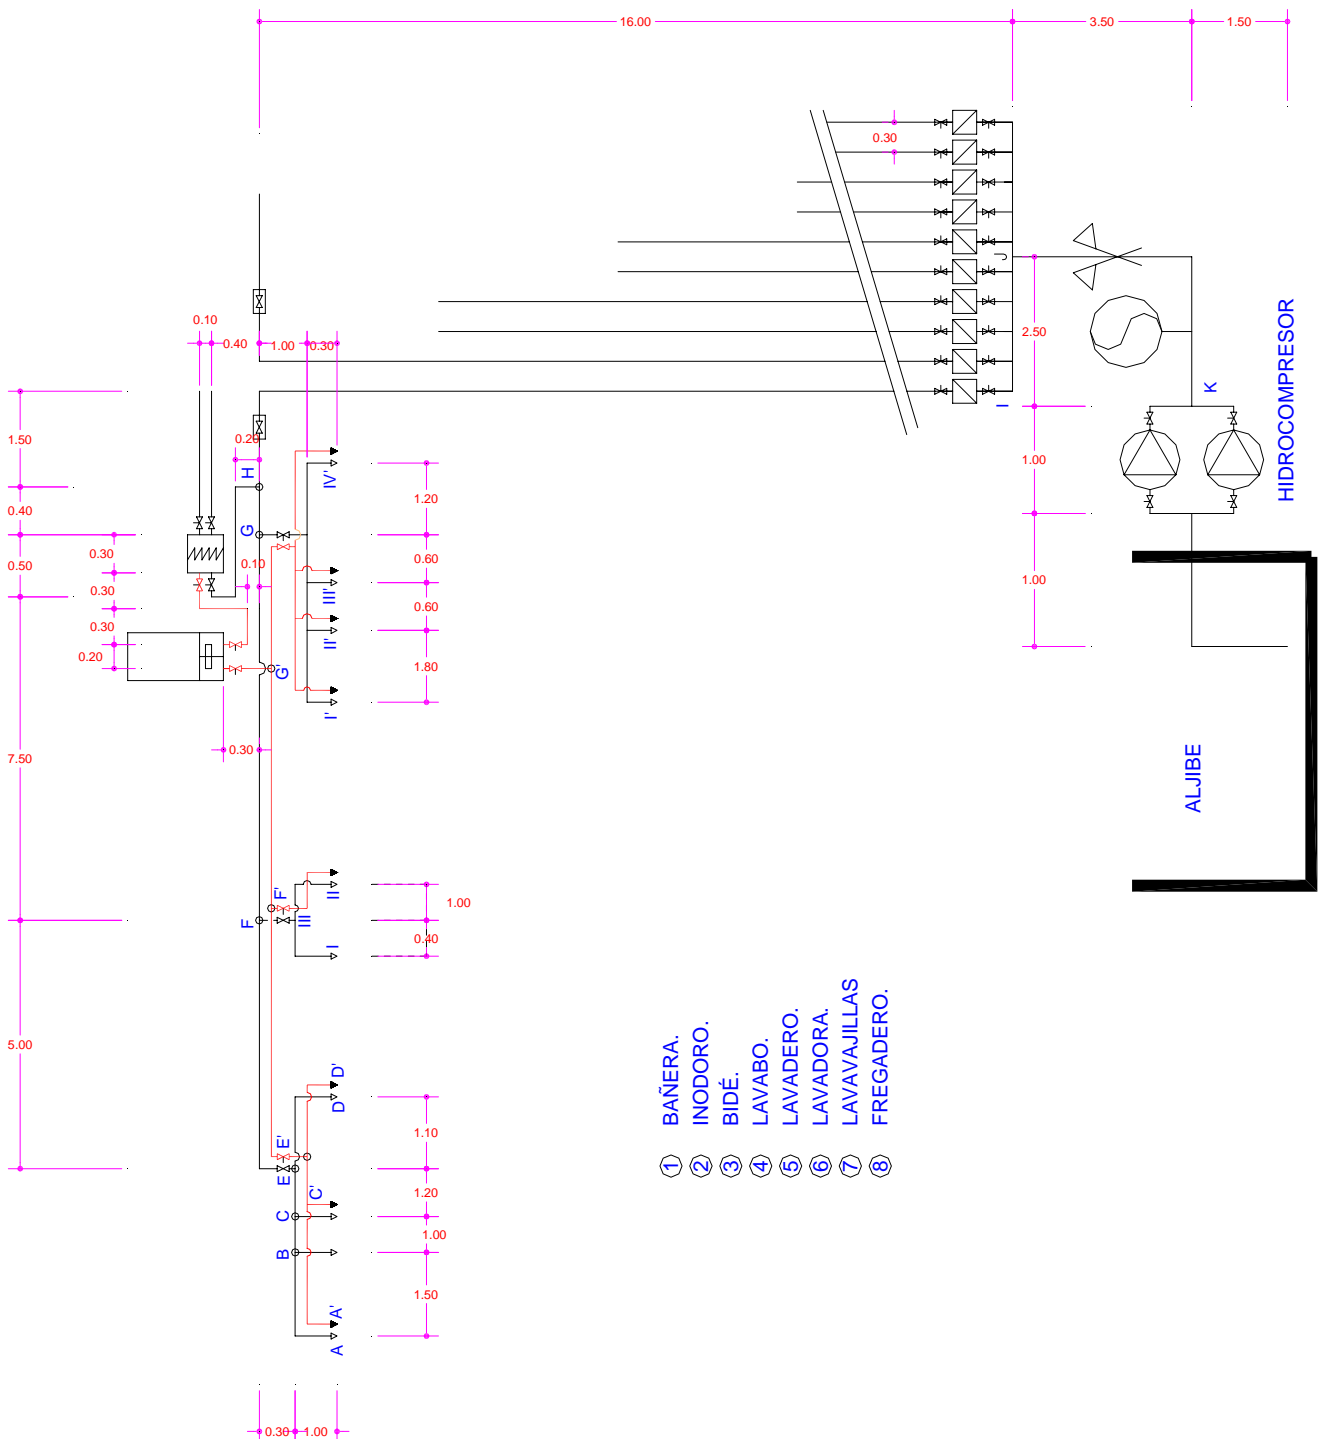 16.00
3.50
1.50
0.30
J
2.50
I
K
HIDROCOMPRESOR
1.00
1.00
ALJIBE
0.10
0.40
1.00
0.30
1.50
0.40
0.50
7.50
5.00
0.20
H
G
0.10
0.30
0.30
0.30
0.20
G'
0.30
IV'
III'
II'
I'
1.20
0.60
0.60
1.80
F
F'
III
II
I
1.00
0.40
D'
D
E'
E
C'
C
B
A'
A
1.10
1.20
1.00
1.50
0.30
1.00
1 BAÑERA.
2 INODORO.
3 BIDÉ.
4 LAVABO.
5 LAVADERO.
6 LAVADORA.
7 LAVAVAJILLAS
8 FREGADERO.